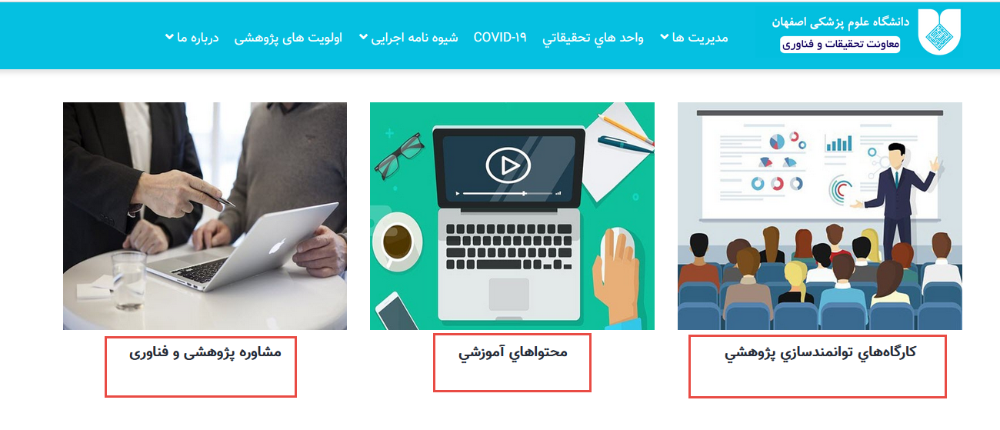 دانشگاه علوم پزشکی اصفهان
معاونت تحقیقات و فناوری
مدیریت ها
واحد هاي تحقيقاتي
COVID-۱۹
شیوه نامه اجرایی
اولویت های پژوهشی
درباره ما
کارگاه‌هاي توانمندسازي پژوهشي
محتواهاي آموزشي
مشاوره پژوهشی و فناوری